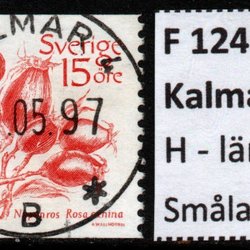 LMAR
Sverige
15 öre
.05.97
Nyponros Rosa canina
B *
F 124
Kalma
H - län
Småla